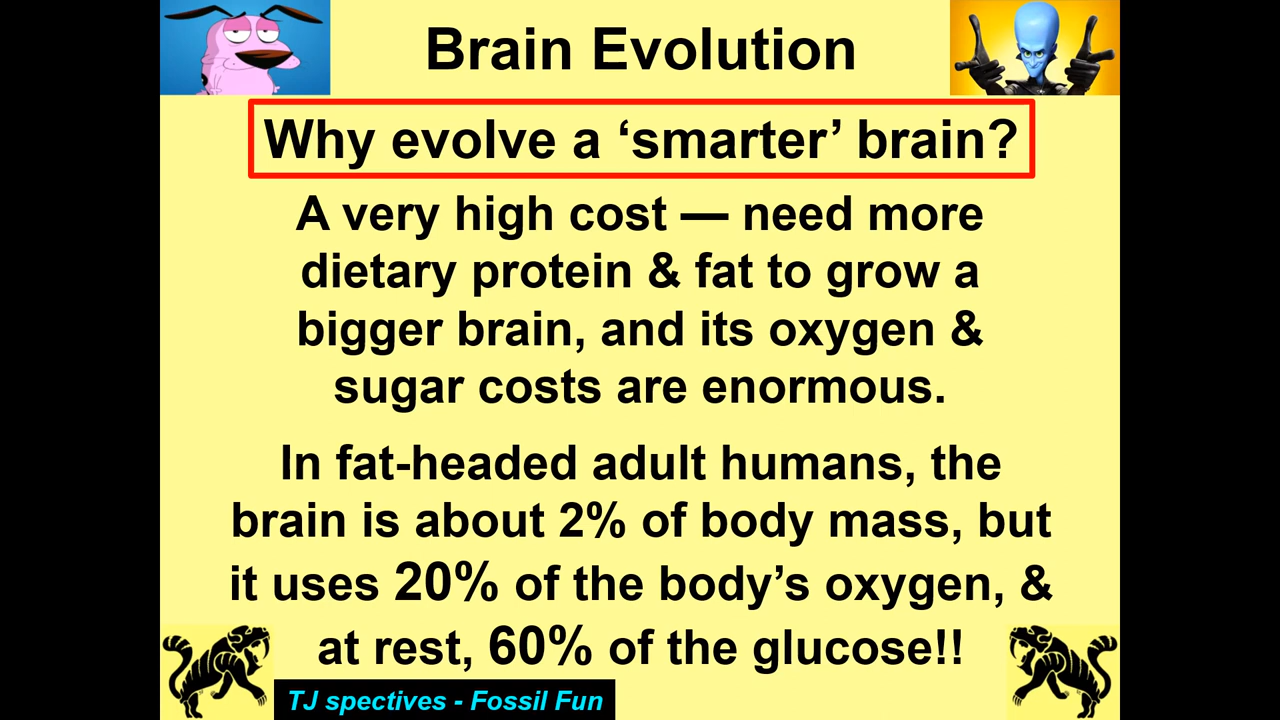 Brain Evolution
Why evolve a ‘smarter’ brain?
A very high cost — need more
dietary protein & fat to grow a
bigger brain, and its oxygen &
sugar costs are enormous.
In fat-headed adult humans, the
brain is about 2% of body mass, but
it uses 20% of the body’s oxygen, &
at rest, 60% of the glucose!!
TJ spectives - Fossil Fun